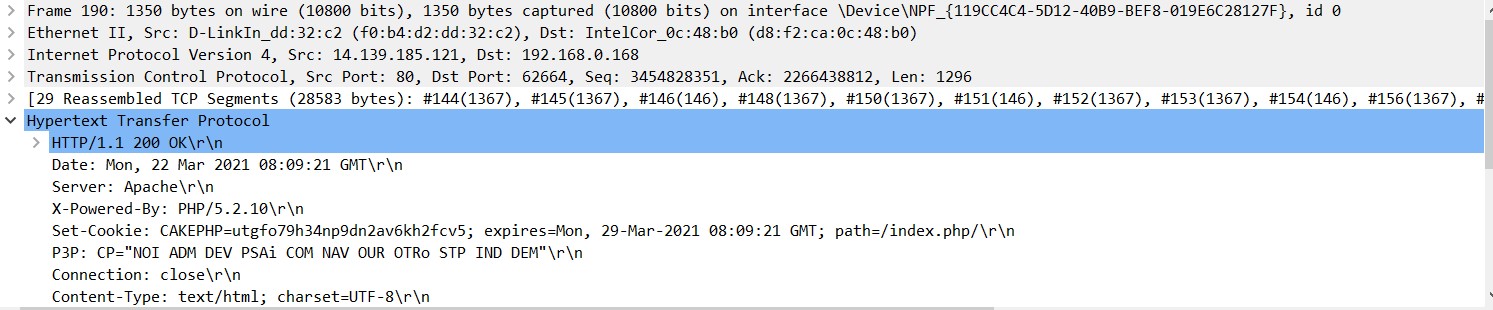 Frame 190: 1350 bytes on wire (10800 bits), 1350 bytes captured (10800 bits) on interface \Device\NPF_{119CC4C4-5D12-40B9-BEF8-019E6C28127F}, id 0
Ethernet II, Src: D-LinkIn_dd:32:c2 (f0:b4:d2:dd:32:c2), Dst: IntelCor_0c:48:b0 (d8:f2:ca:0c:48:b0)
Internet Protocol Version 4, Src: 14.139.185.121, Dst: 192.168.0.168
Transmission Control Protocol, Src Port: 80, Dst Port: 62664, Seq: 3454828351, Ack: 2266438812, Len: 1296
[29 Reassembled TCP Segments (28583 bytes): #144(1367), #145(1367), #146(146), #148(1367), #150(1367), #151(146), #152(1367), #153(1367), #154(146), #156(1367), #
Hypertext Transfer Protocol
HTTP/1.1 200 OK\r\n
Date: Mon, 22 Mar 2021 08:09:21 GMT\r\n
Server: Apache\r\n
X-Powered-By: PHP/5.2.10\r\n
Set-Cookie: CAKEPHP=utgfo79h34np9dn2av6kh2fcv5; expires=Mon, 29-Mar-2021 08:09:21 GMT; path=/index.php/\r\n
P3P: CP="NOI ADM DEV PSAi COM NAV OUR OTRo STP IND DEM"\r\n
Connection: close\r\n
Content-Type: text/html; charset=UTF-8\r\n